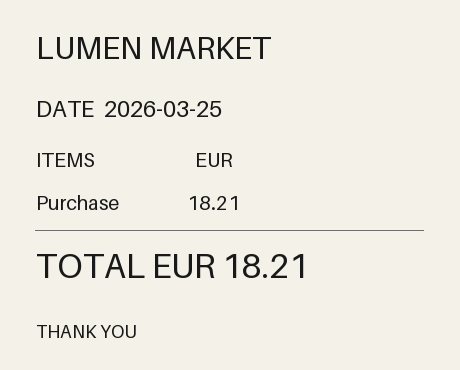 LUMEN MARKET
DATE 2026-03-25
ITEMS EUR
Purchase 18.21
TOTAL EUR 18.21
THANK YOU